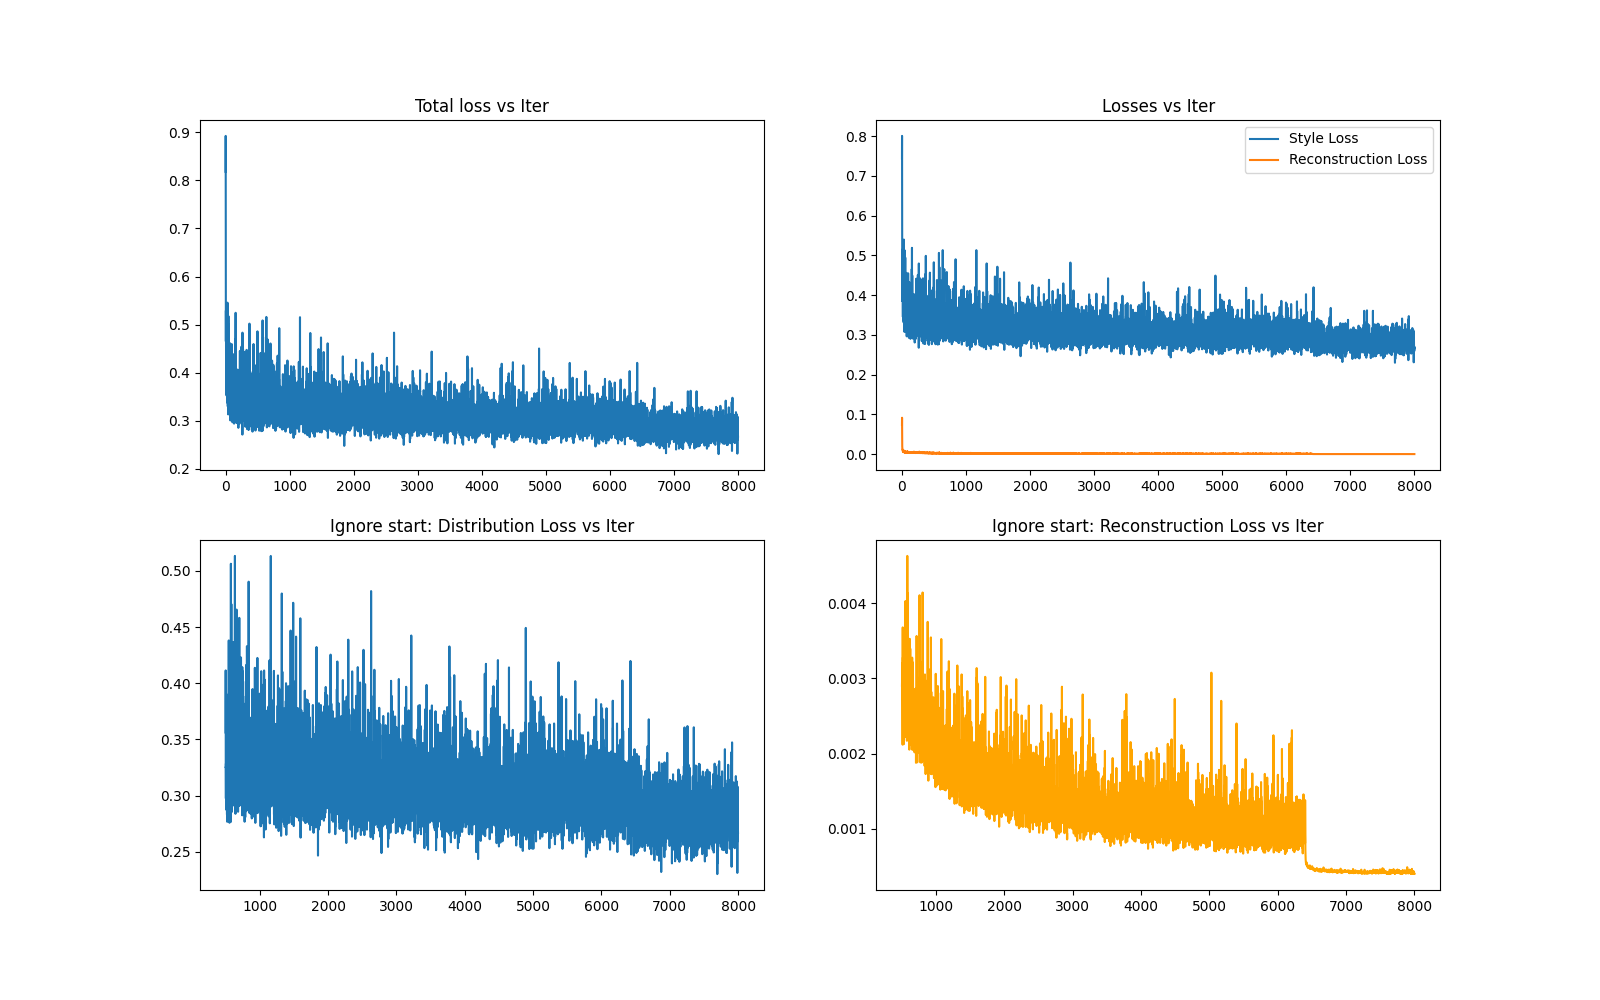 Total loss vs Iter
0.9
0.8
0.7
0.6
0.5
0.4
0.3
0.2
0 1000 2000 3000 4000 5000 6000 7000 8000
Losses vs Iter
Style Loss
Reconstruction Loss
0.8
0.7
0.6
0.5
0.4
0.3
0.2
0.1
0.0
0 1000 2000 3000 4000 5000 6000 7000 8000
Ignore start: Distribution Loss vs Iter
0.50
0.45
0.40
0.35
0.30
0.25
1000 2000 3000 4000 5000 6000 7000 8000
Ignore start: Reconstruction Loss vs Iter
0.004
0.003
0.002
0.001
1000 2000 3000 4000 5000 6000 7000 8000